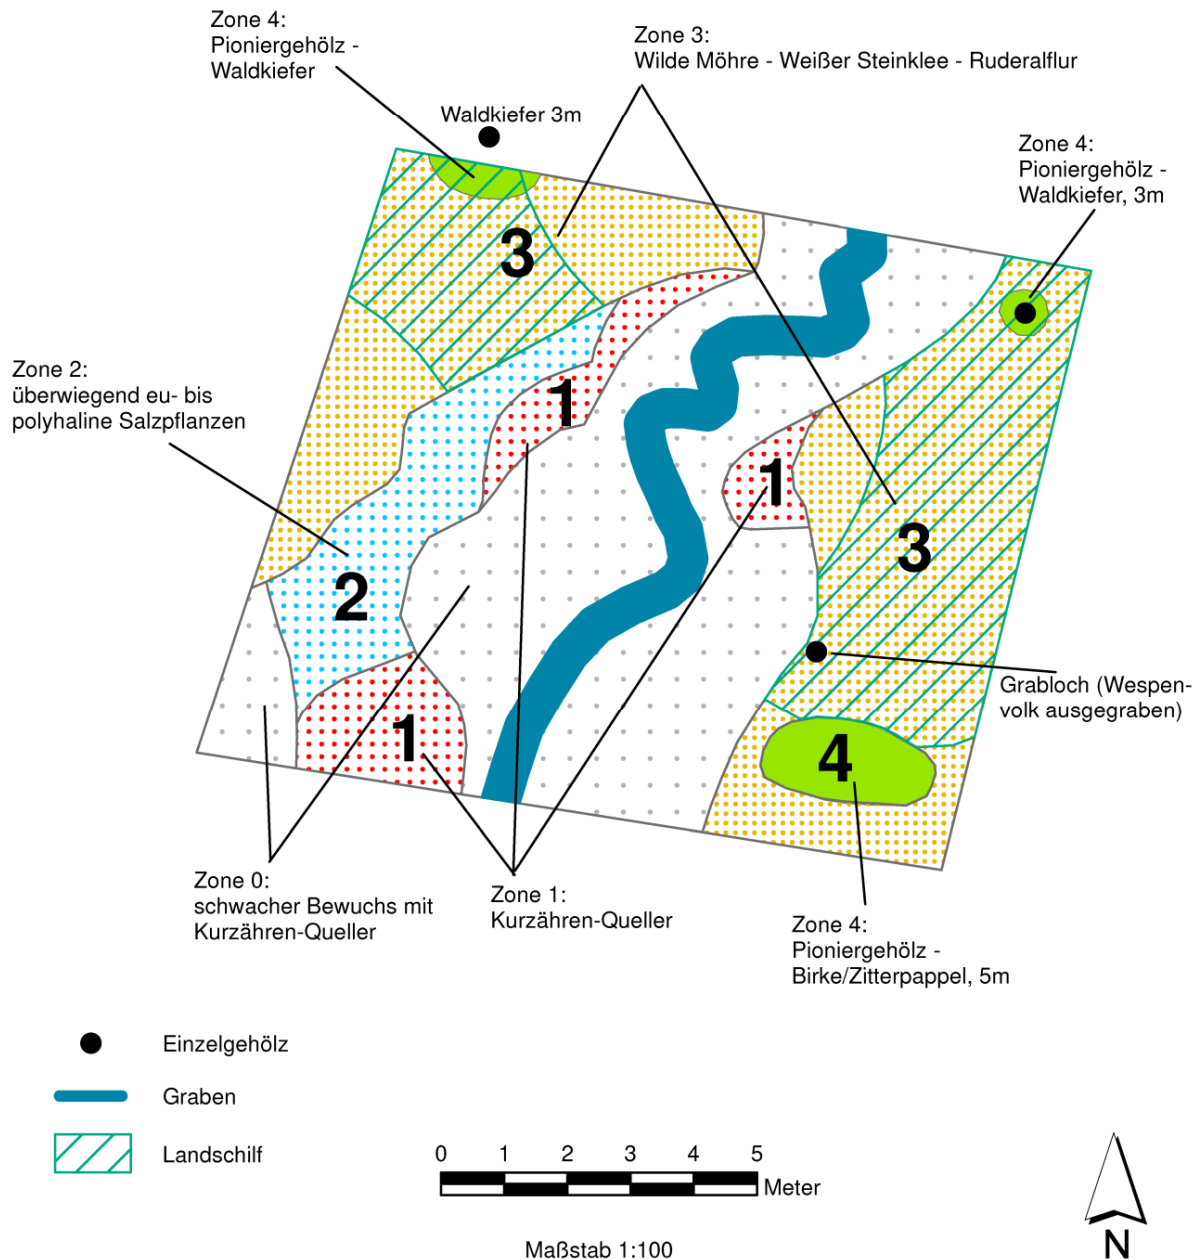 Zone 4:
Pioniergehölz -
Waldkiefer
Zone 3:
Wilde Möhre - Weißer Steinklee - Ruderalflur
Waldkiefer 3m
Zone 4:
Pioniergehölz -
Waldkiefer, 3m
3
Zone 2:
überwiegend eu- bis
polyhaline Salzpflanzen
1
1
3
2
Grabloch (Wespen-
volk ausgegraben)
1
4
Zone 0:
schwacher Bewuchs mit
Kurzähren-Queller
Zone 1:
Kurzähren-Queller
Zone 4:
Pioniergehölz -
Birke/Zitterpappel, 5m
Einzelgehölz
Graben
Landschilf
0 1 2 3 4 5
Meter
Maßstab 1:100
N